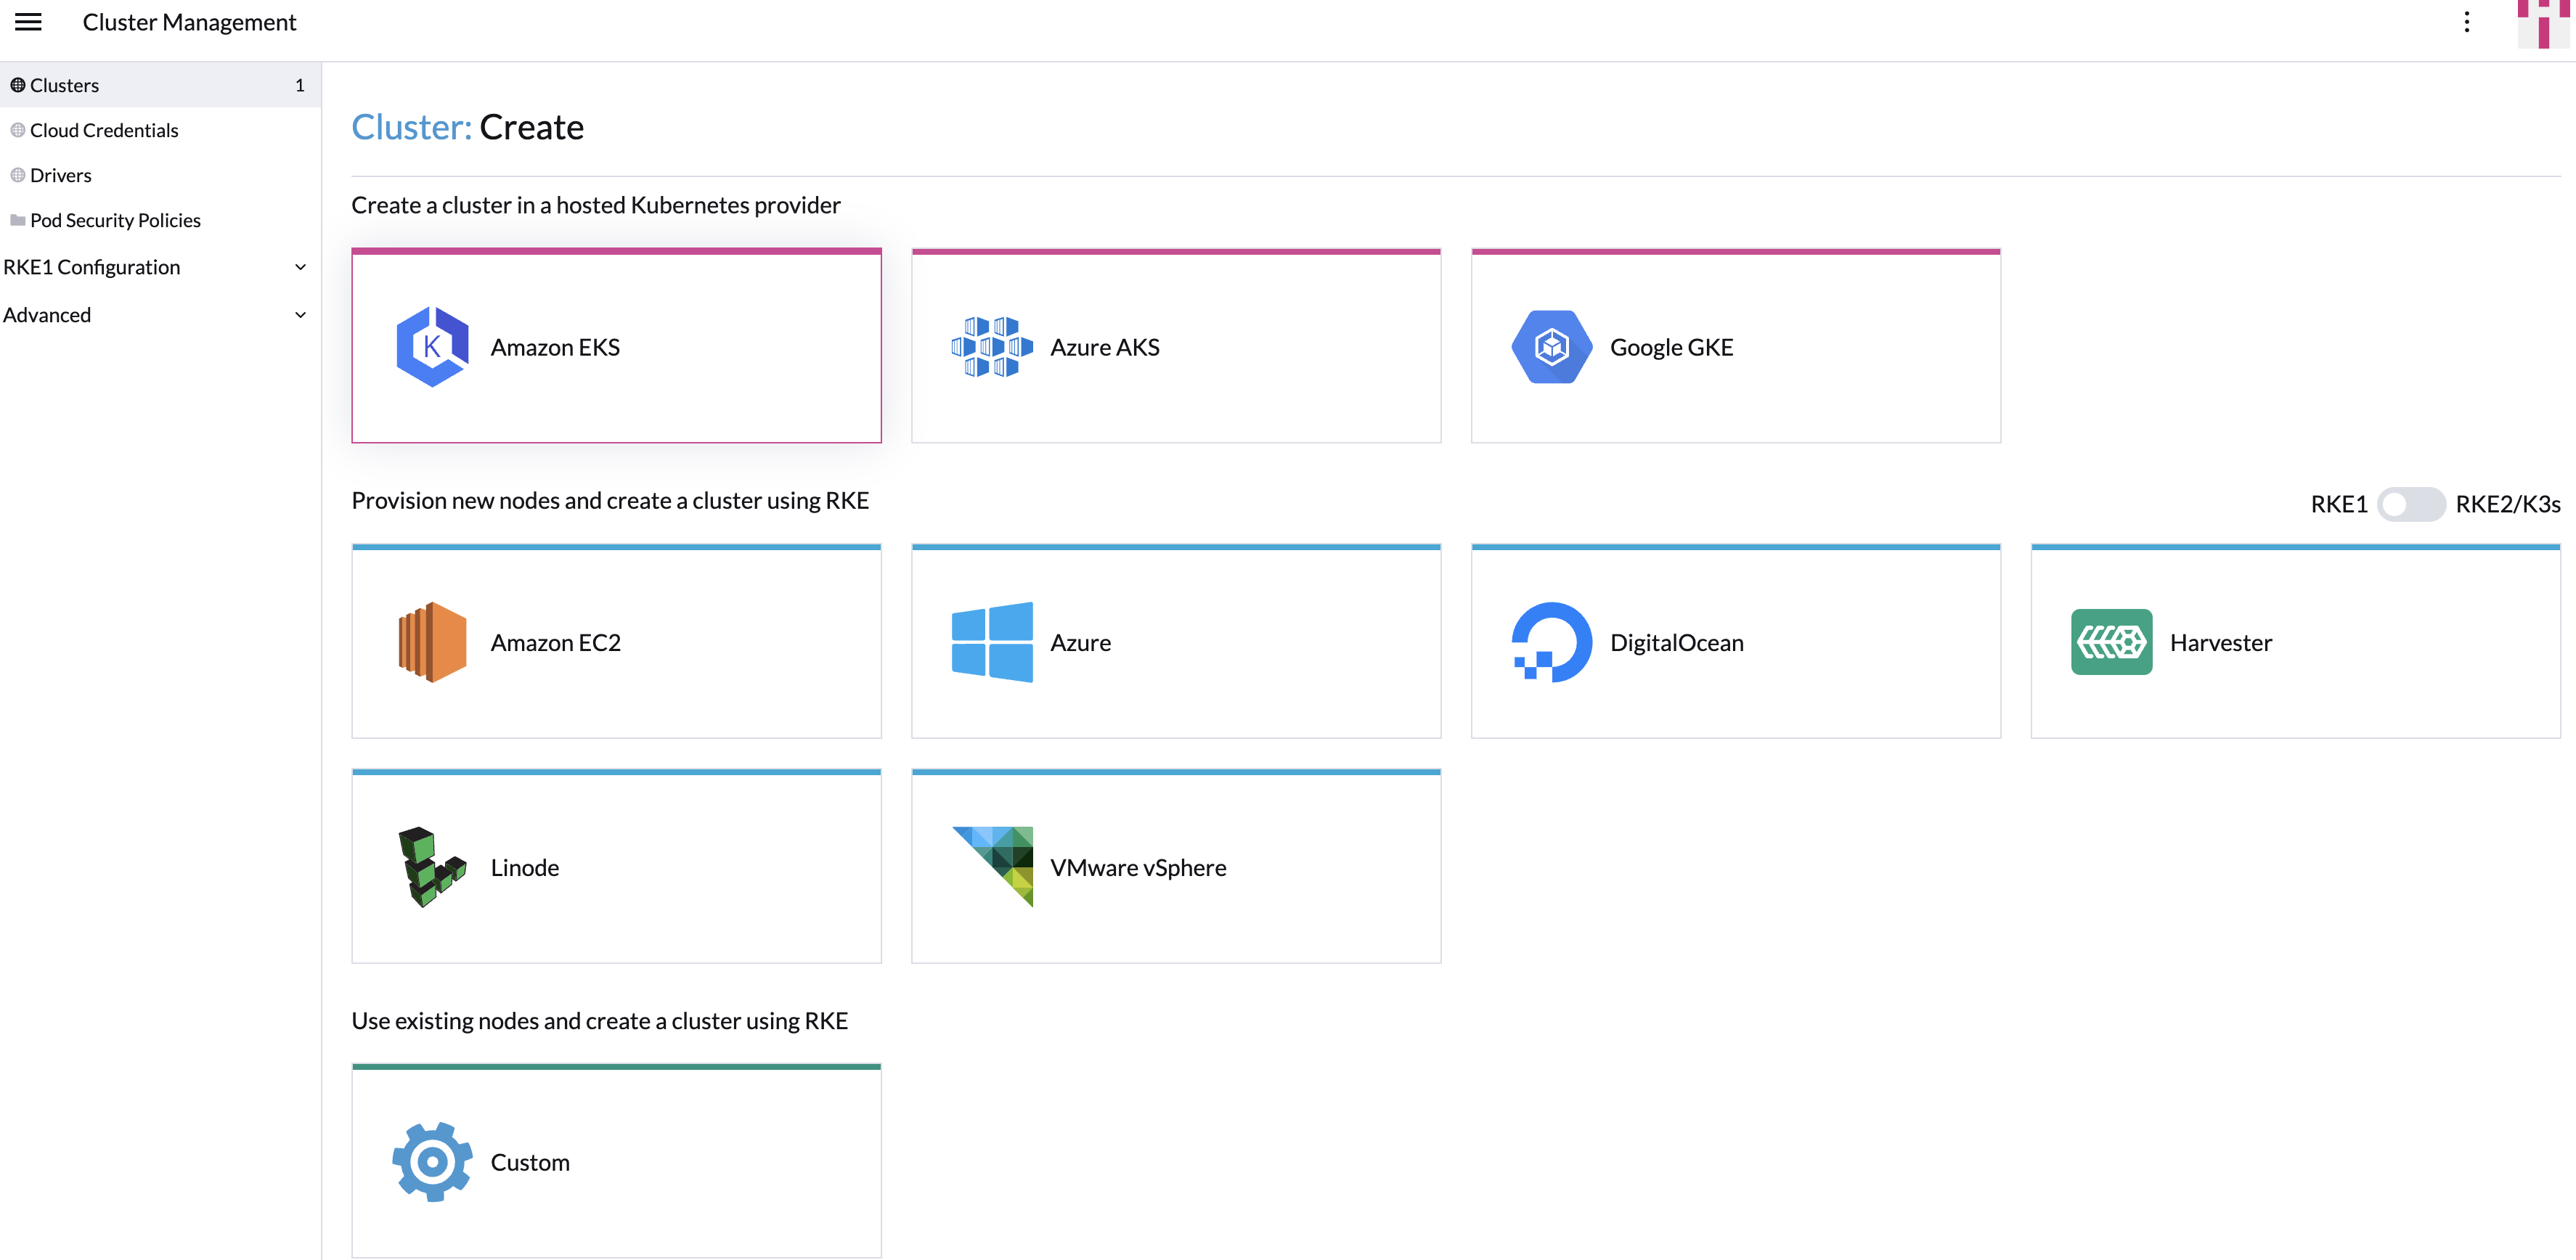 Cluster Management
Clusters 1
Cloud Credentials
Drivers
Pod Security Policies
RKE1 Configuration
Advanced
Cluster: Create
Create a cluster in a hosted Kubernetes provider
K
Amazon EKS
Azure AKS
Google GKE
Provision new nodes and create a cluster using RKE
RKE1 RKE2/K3s
Amazon EC2
Azure
DigitalOcean
Harvester
Linode
VMware vSphere
Use existing nodes and create a cluster using RKE
Custom